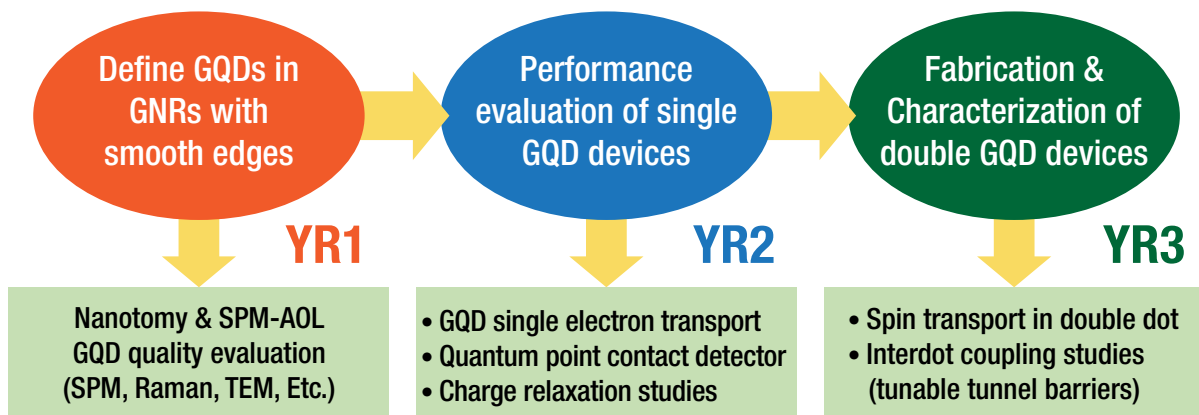 Define GQDs in
GNRs with
smooth edges
Performance
evaluation of single
GQD devices
Fabrication &
Characterization of
double GQD devices
YR1
YR2
YR3
Nanotomy & SPM-AOL
GQD quality evaluation
(SPM, Raman, TEM, Etc.)
• GQD single electron transport
• Quantum point contact detector
• Charge relaxation studies
• Spin transport in double dot
• Interdot coupling studies
(tunable tunnel barriers)